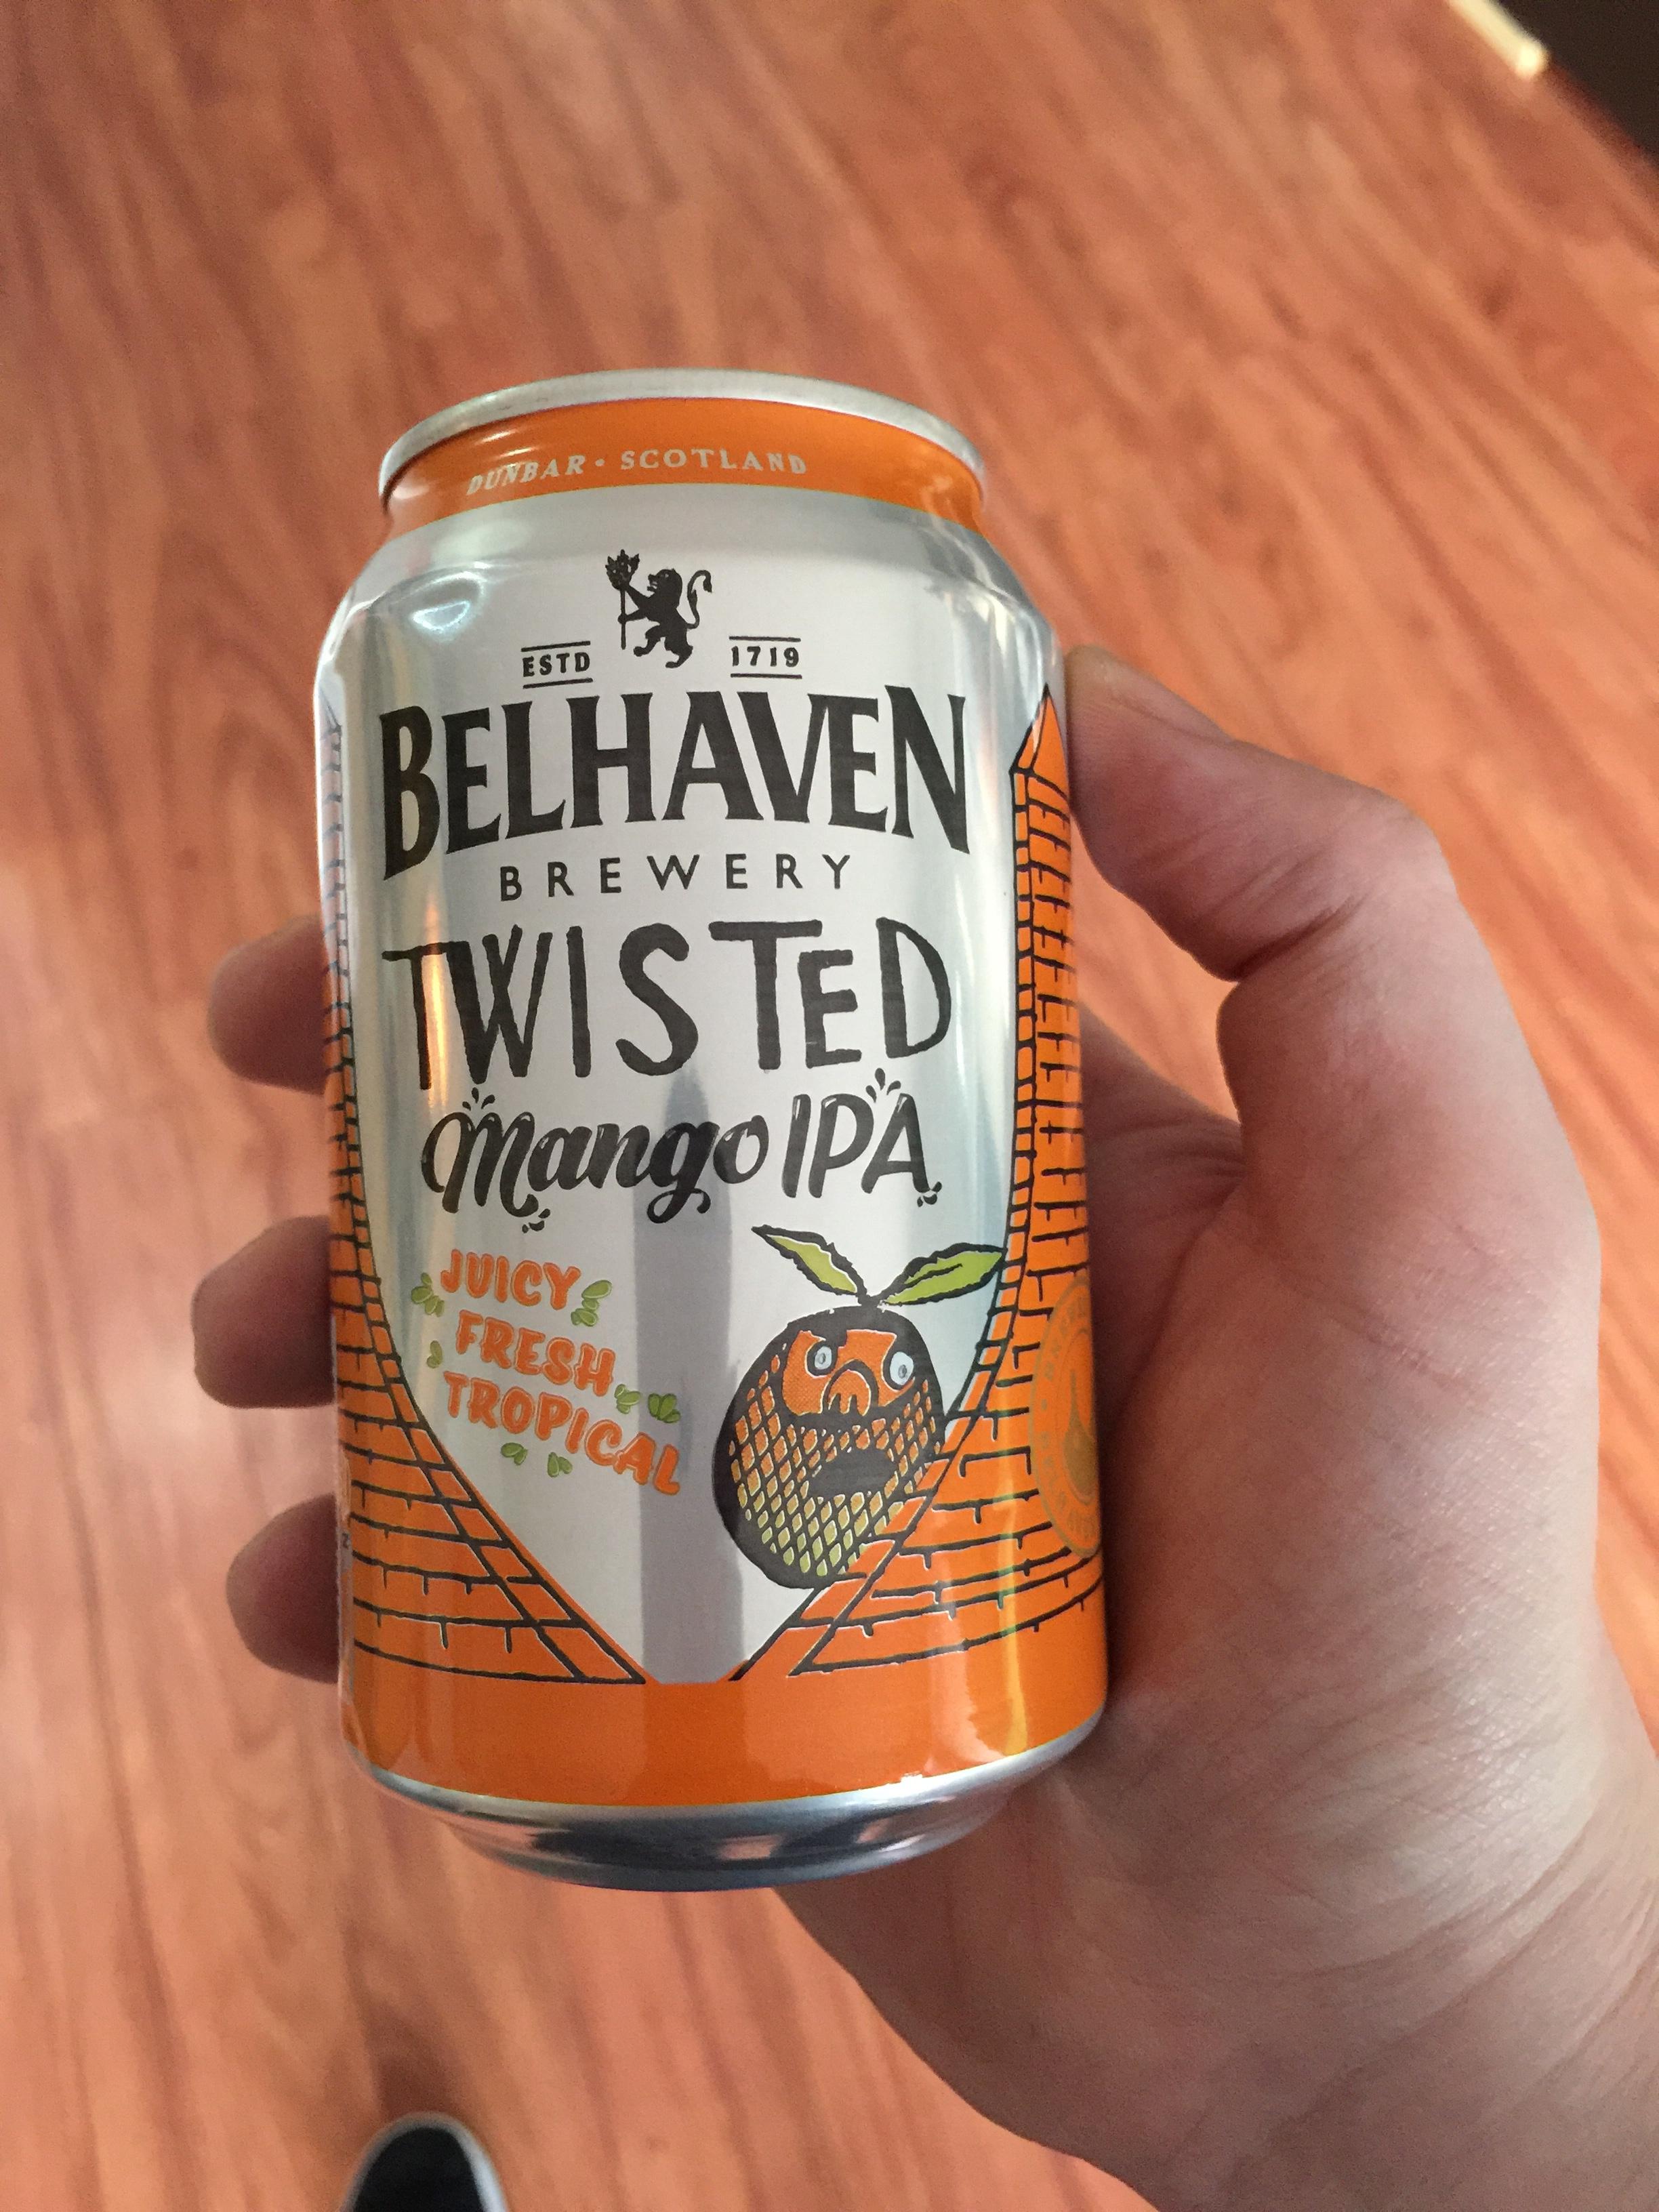 DUNBAR • SCOTLAND
ESTD 1719
BELHAVEN
BREWERY
TWISTED
Mango IPA
JUICY
FRESH
TROPICAL